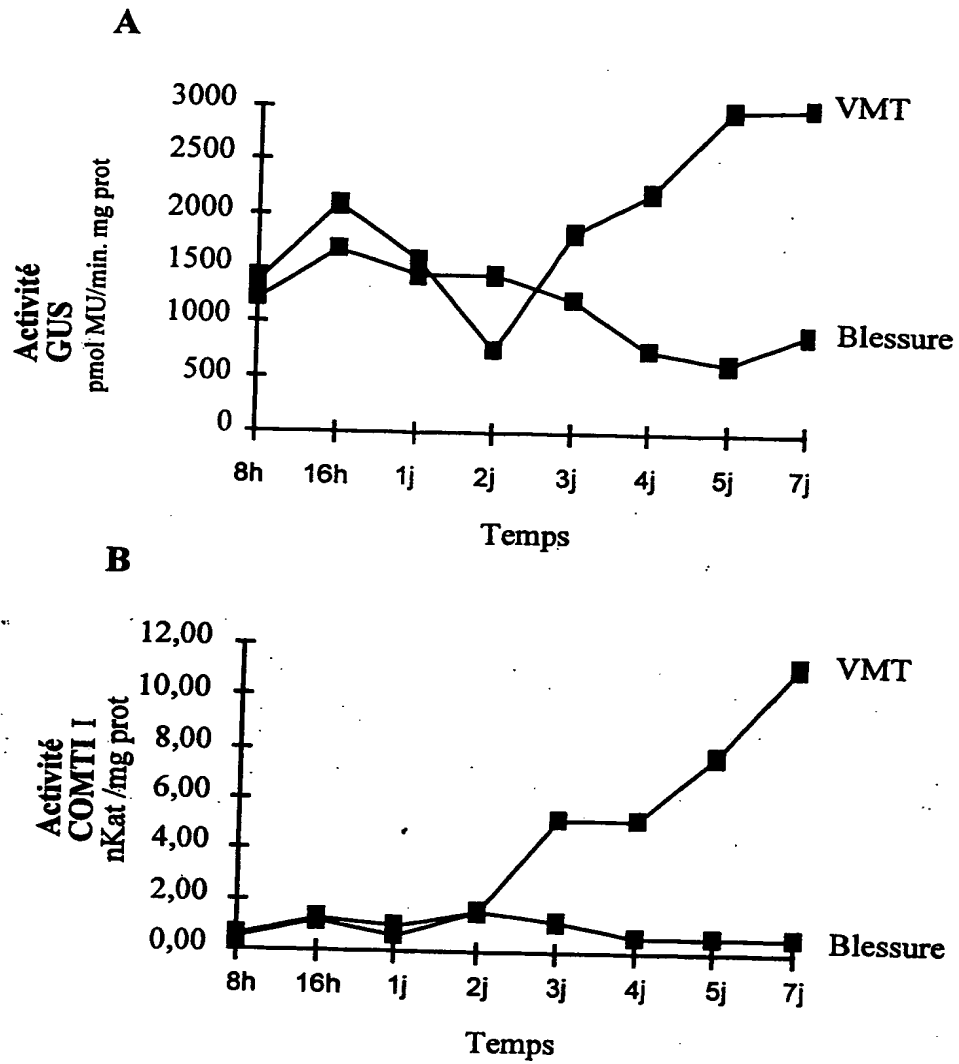 A
3000
2500
2000
1500
1000
500
0
Activité
GUS
pmol MU/min. mg prot
VMT
Blessure
8h 16h 1j 2j 3j 4j 5j 7j
Temps
B
12,00
10,00
8,00
6,00
4,00
2,00
0,00
Activité
COMTI I
nKat /mg prot
VMT
Blessure
8h 16h 1j 2j 3j 4j 5j 7j
Temps